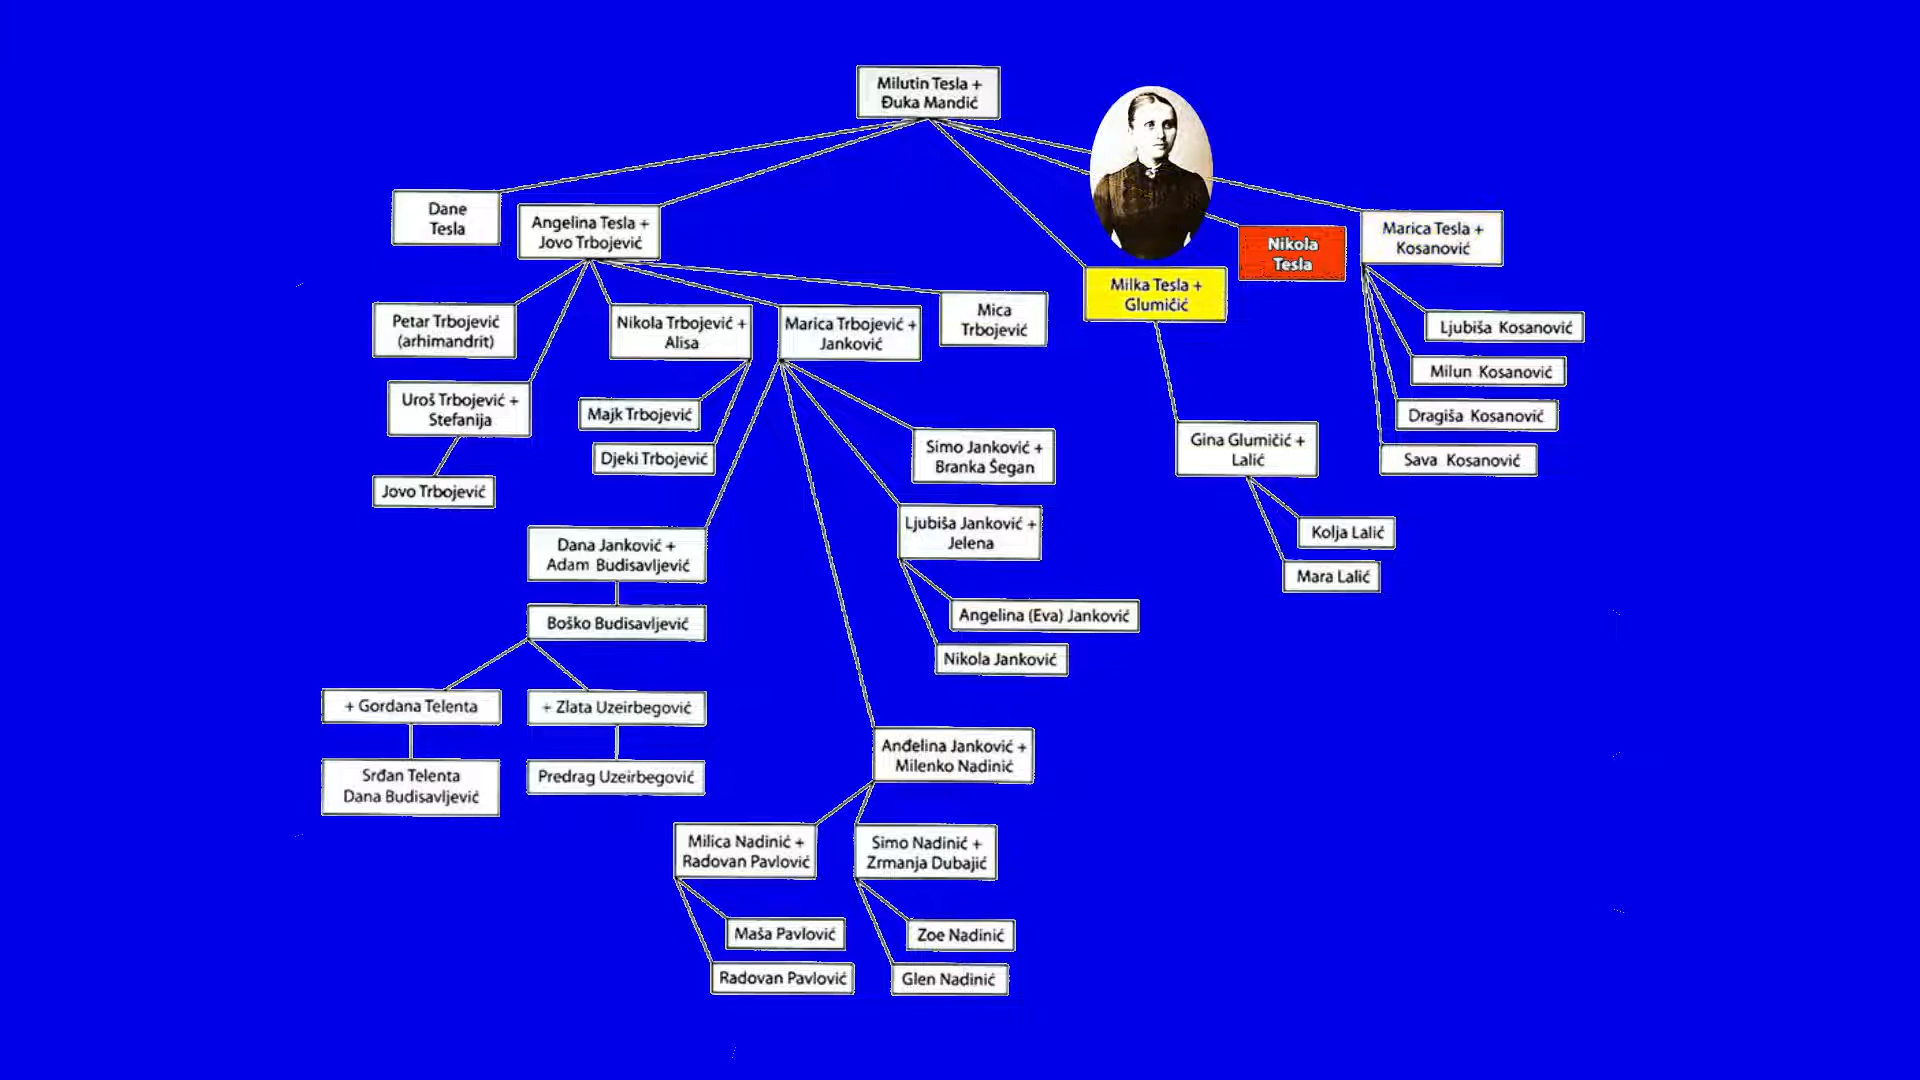 Milutin Tesla +
Đuka Mandić
Dane
Tesla
Angelina Tesla +
Jovo Trbojević
Milka Tesla +
Glumičić
Nikola
Tesla
Marica Tesla +
Kosanović
Petar Trbojević
(arhimandrit)
Uroš Trbojević +
Stefanija
Jovo Trbojević
Nikola Trbojević +
Alisa
Majk Trbojević
Djeki Trbojević
Marica Trbojević +
Janković
Mica
Trbojević
Ljubiša Kosanović
Milun Kosanović
Dragiša Kosanović
Sava Kosanović
Gina Glumičić +
Lalić
Kolja Lalić
Mara Lalić
Simo Janković +
Branka Šegan
Ljubiša Janković +
Jelena
Angelina (Eva) Janković
Nikola Janković
Dana Janković +
Adam Budisavljević
Boško Budisavljević
+ Gordana Telenta
+ Zlata Uzeirbegović
Srđan Telenta
Dana Budisavljević
Predrag Uzeirbegović
Anđelina Janković +
Milenko Nadinić
Milica Nadinić +
Radovan Pavlović
Simo Nadinić +
Zrmanja Dubajić
Maša Pavlović
Radovan Pavlović
Zoe Nadinić
Glen Nadinić